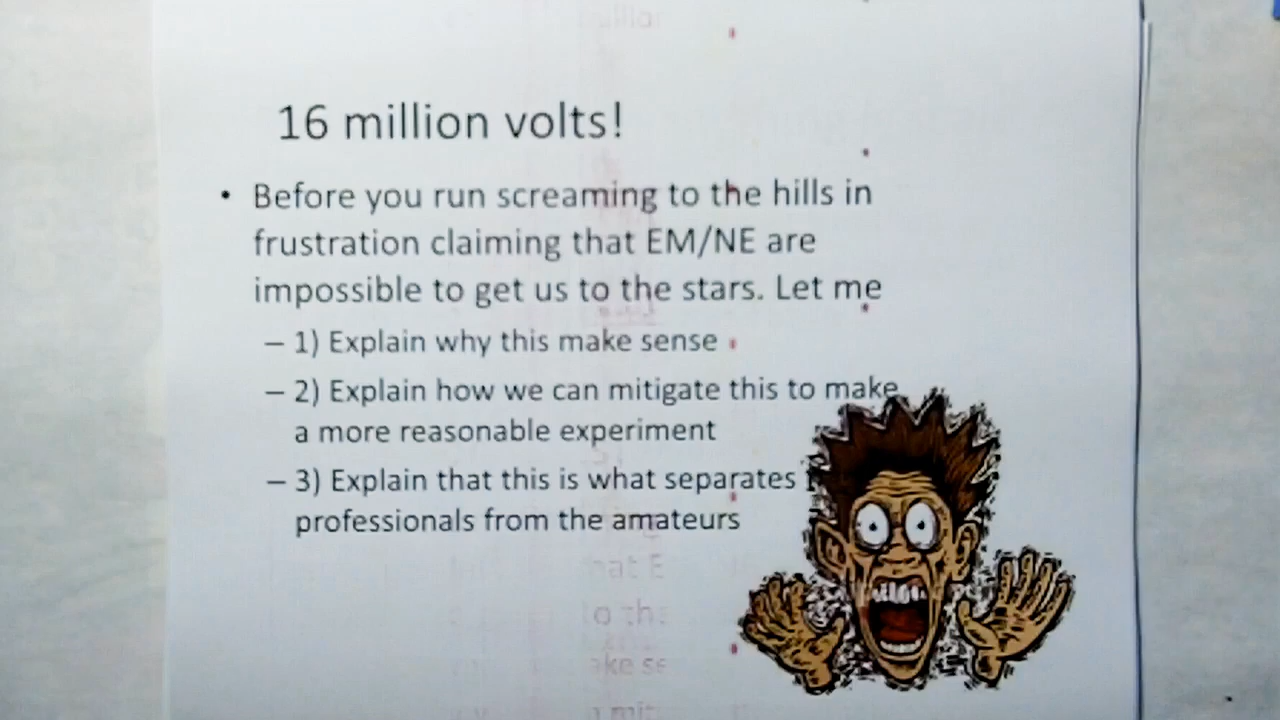 16 million volts!
• Before you run screaming to the hills in
frustration claiming that EM/NE are
impossible to get us to the stars. Let me
– 1) Explain why this make sense
– 2) Explain how we can mitigate this to make
a more reasonable experiment
– 3) Explain that this is what separates
professionals from the amateurs